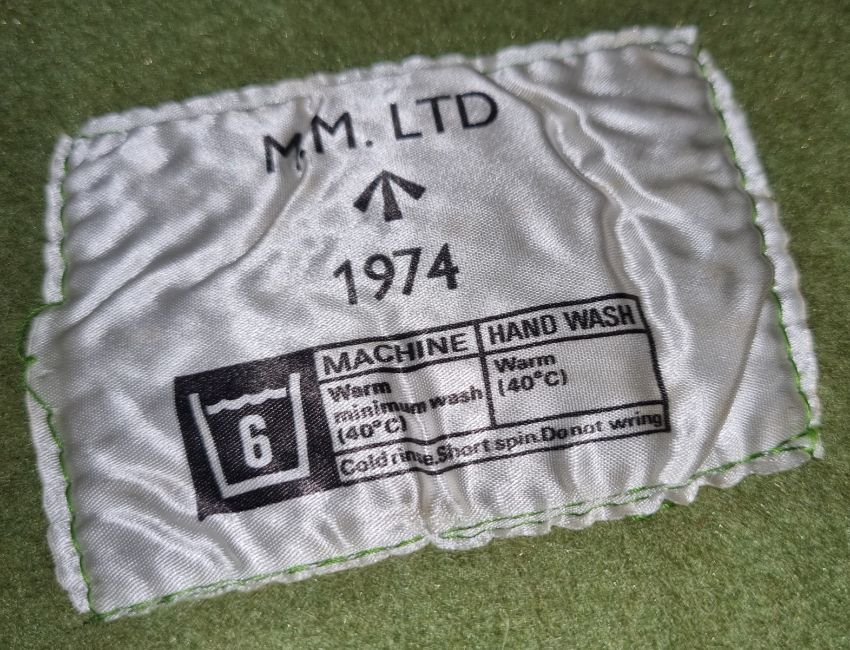 M.M. LTD
1974
MACHINE HAND WASH
6
Warm
minimum wash
(40°C)
Warm
(40°C)
Cold rinse.Short spin.Do not wring